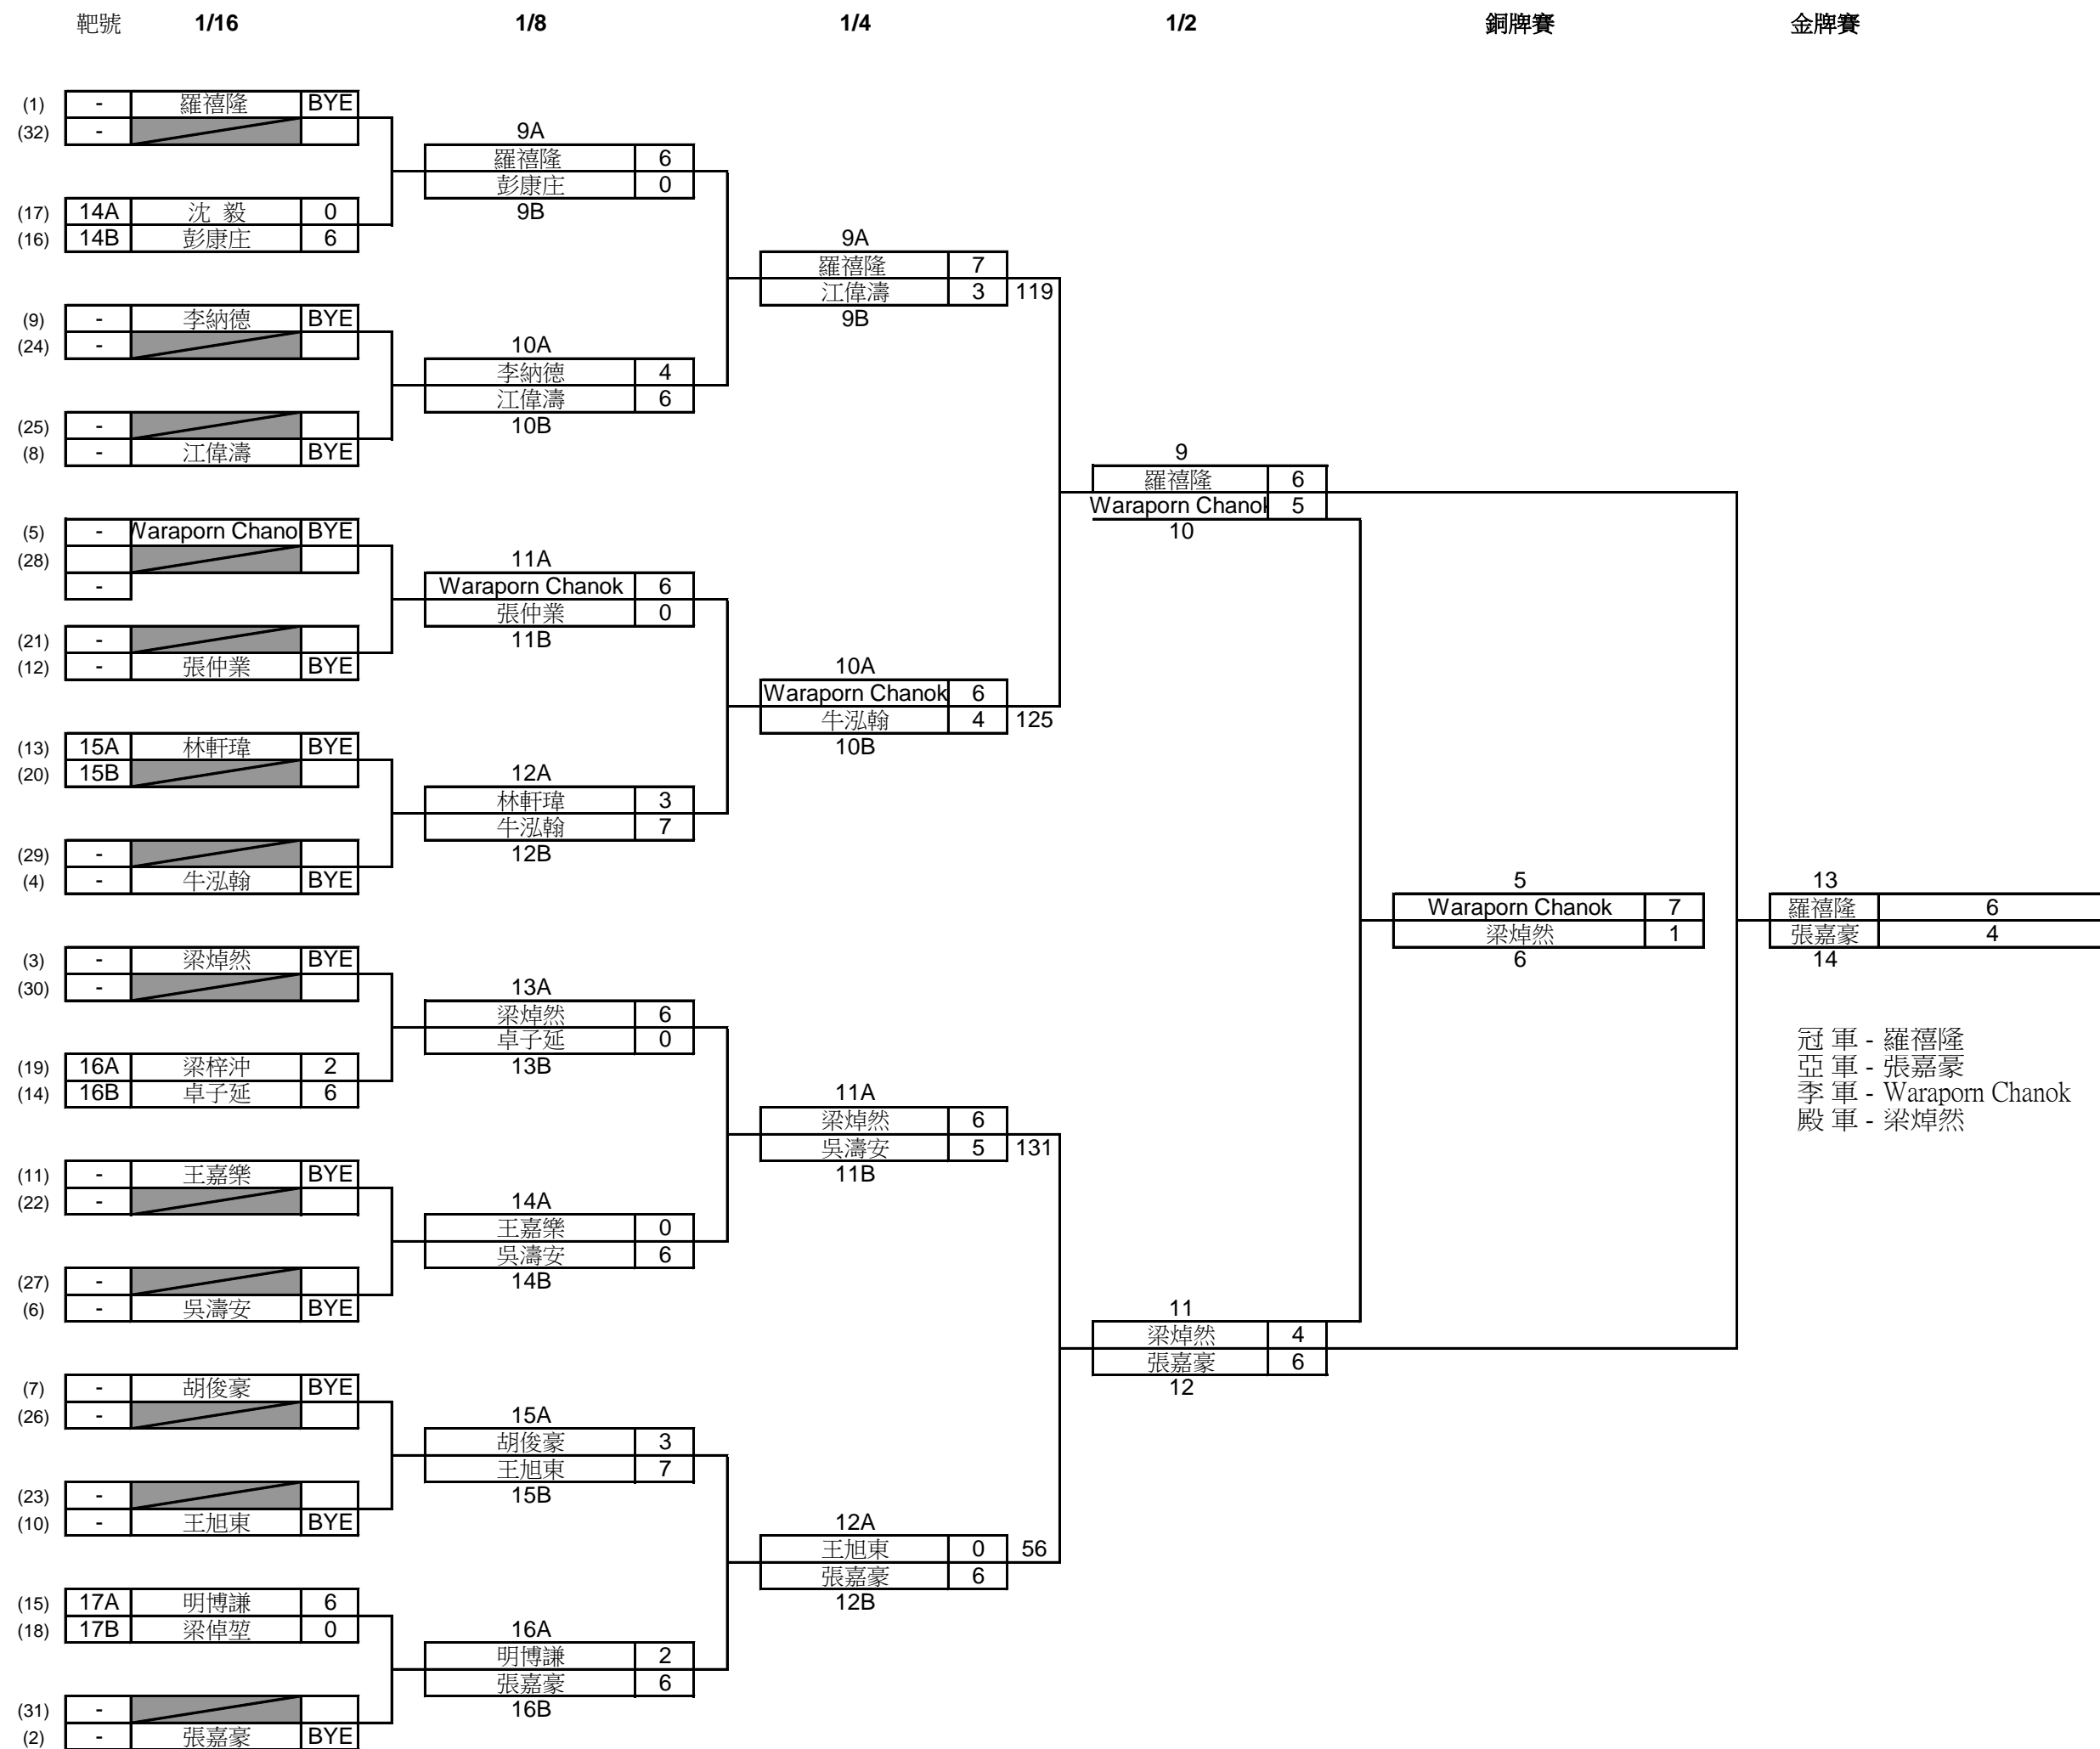 靶號 1/16 1/8 1/4 1/2 銅牌賽 金牌賽
(1) - 羅禧隆 BYE
(32) - 9A
羅禧隆 6
彭康庄 0
(17) 14A 沈 毅 0 9B
(16) 14B 彭康庄 6 9A
羅禧隆 7
江偉濤 3 119
(9) - 李納德 BYE 9B
(24) - 10A
李納德 4
江偉濤 6
(25) - 10B
(8) - 江偉濤 BYE 9
羅禧隆 6
Waraporn Chanok 5
(5) - Waraporn Chano BYE 10
(28) 11A
- Waraporn Chanok 6
張仲業 0
(21) - 11B
(12) - 張仲業 BYE 10A
Waraporn Chanok 6
牛泓翰 4 125
(13) 15A 林軒瑋 BYE 10B
(20) 15B 12A
林軒瑋 3
牛泓翰 7
(29) - 12B
(4) - 牛泓翰 BYE 5 13
Waraporn Chanok 7 羅禧隆 6
梁焯然 1 張嘉豪 4
(3) - 梁焯然 BYE 6 14
(30) - 13A
梁焯然 6
卓子延 0 冠 軍 - 羅禧隆
(19) 16A 梁梓沖 2 13B 亞 軍 - 張嘉豪
(14) 16B 卓子延 6 11A 季 軍 - Waraporn Chanok
梁焯然 6 殿 軍 - 梁焯然
吳濤安 5 131
(11) - 王嘉樂 BYE 11B
(22) - 14A
王嘉樂 0
吳濤安 6
(27) - 14B
(6) - 吳濤安 BYE 11
梁焯然 4
張嘉豪 6
(7) - 胡俊豪 BYE 12
(26) - 15A
胡俊豪 3
王旭東 7
(23) - 15B
(10) - 王旭東 BYE 12A
王旭東 0 56
張嘉豪 6
(15) 17A 明博謙 6 12B
(18) 17B 梁倬堃 0 16A
明博謙 2
張嘉豪 6
(31) - 16B
(2) - 張嘉豪 BYE